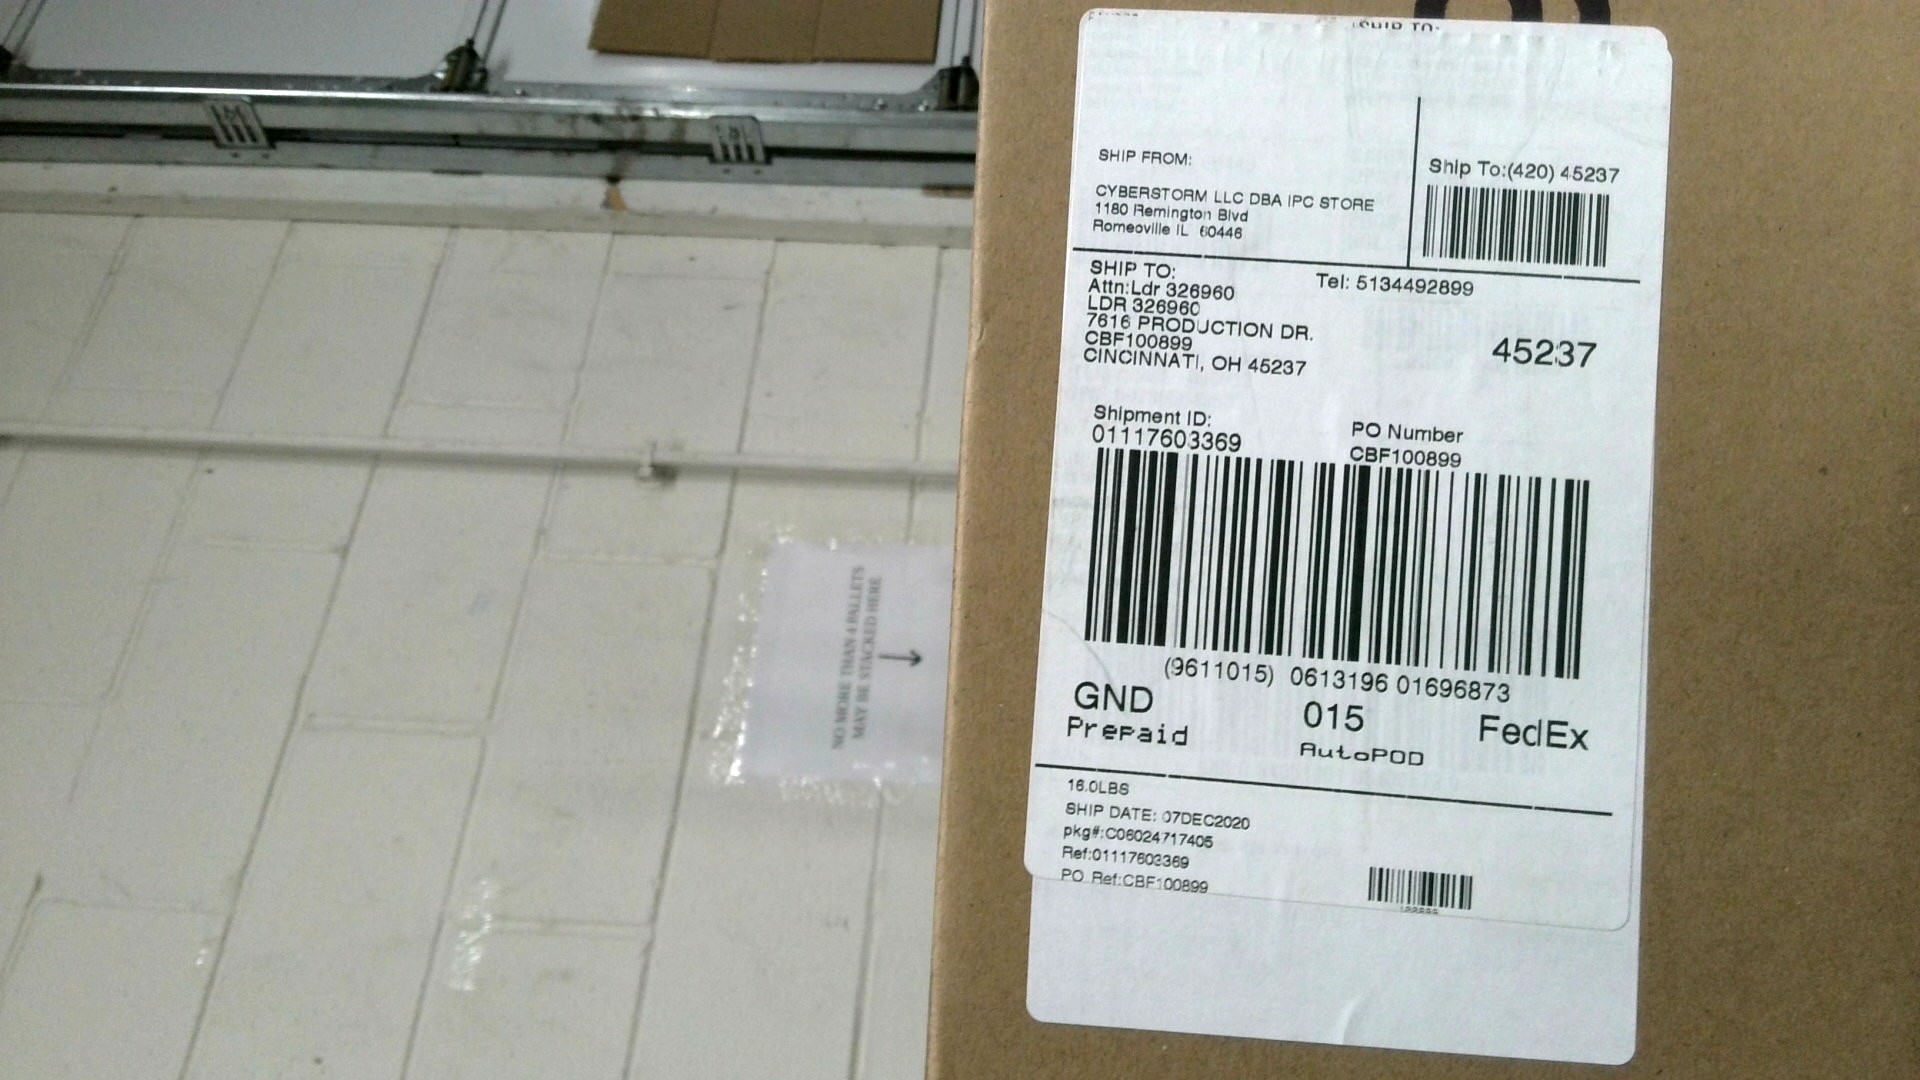 SHIP TO:
SHIP FROM:
CYBERSTORM LLC DBA IPC STORE
1180 Remington Blvd
Romeoville IL 60446
Ship To:(420) 45237
SHIP TO:
Tel: 5134492899
Attn:Ldr 326960
LDR 326960
7616 PRODUCTION DR.
CBF100899
CINCINNATI, OH 45237
45237
Shipment ID:
01117603369
PO Number
CBF100899
(9611015) 0613196 01696873
GND
Prepaid
015
AutoPOD
FedEx
16.0LBS
SHIP DATE: 07DEC2020
pkg#:C06024717405
Ref:01117603369
PO Ref:CBF100899
NO MORE THAN 4 PALLETS
MAY BE STACKED HERE